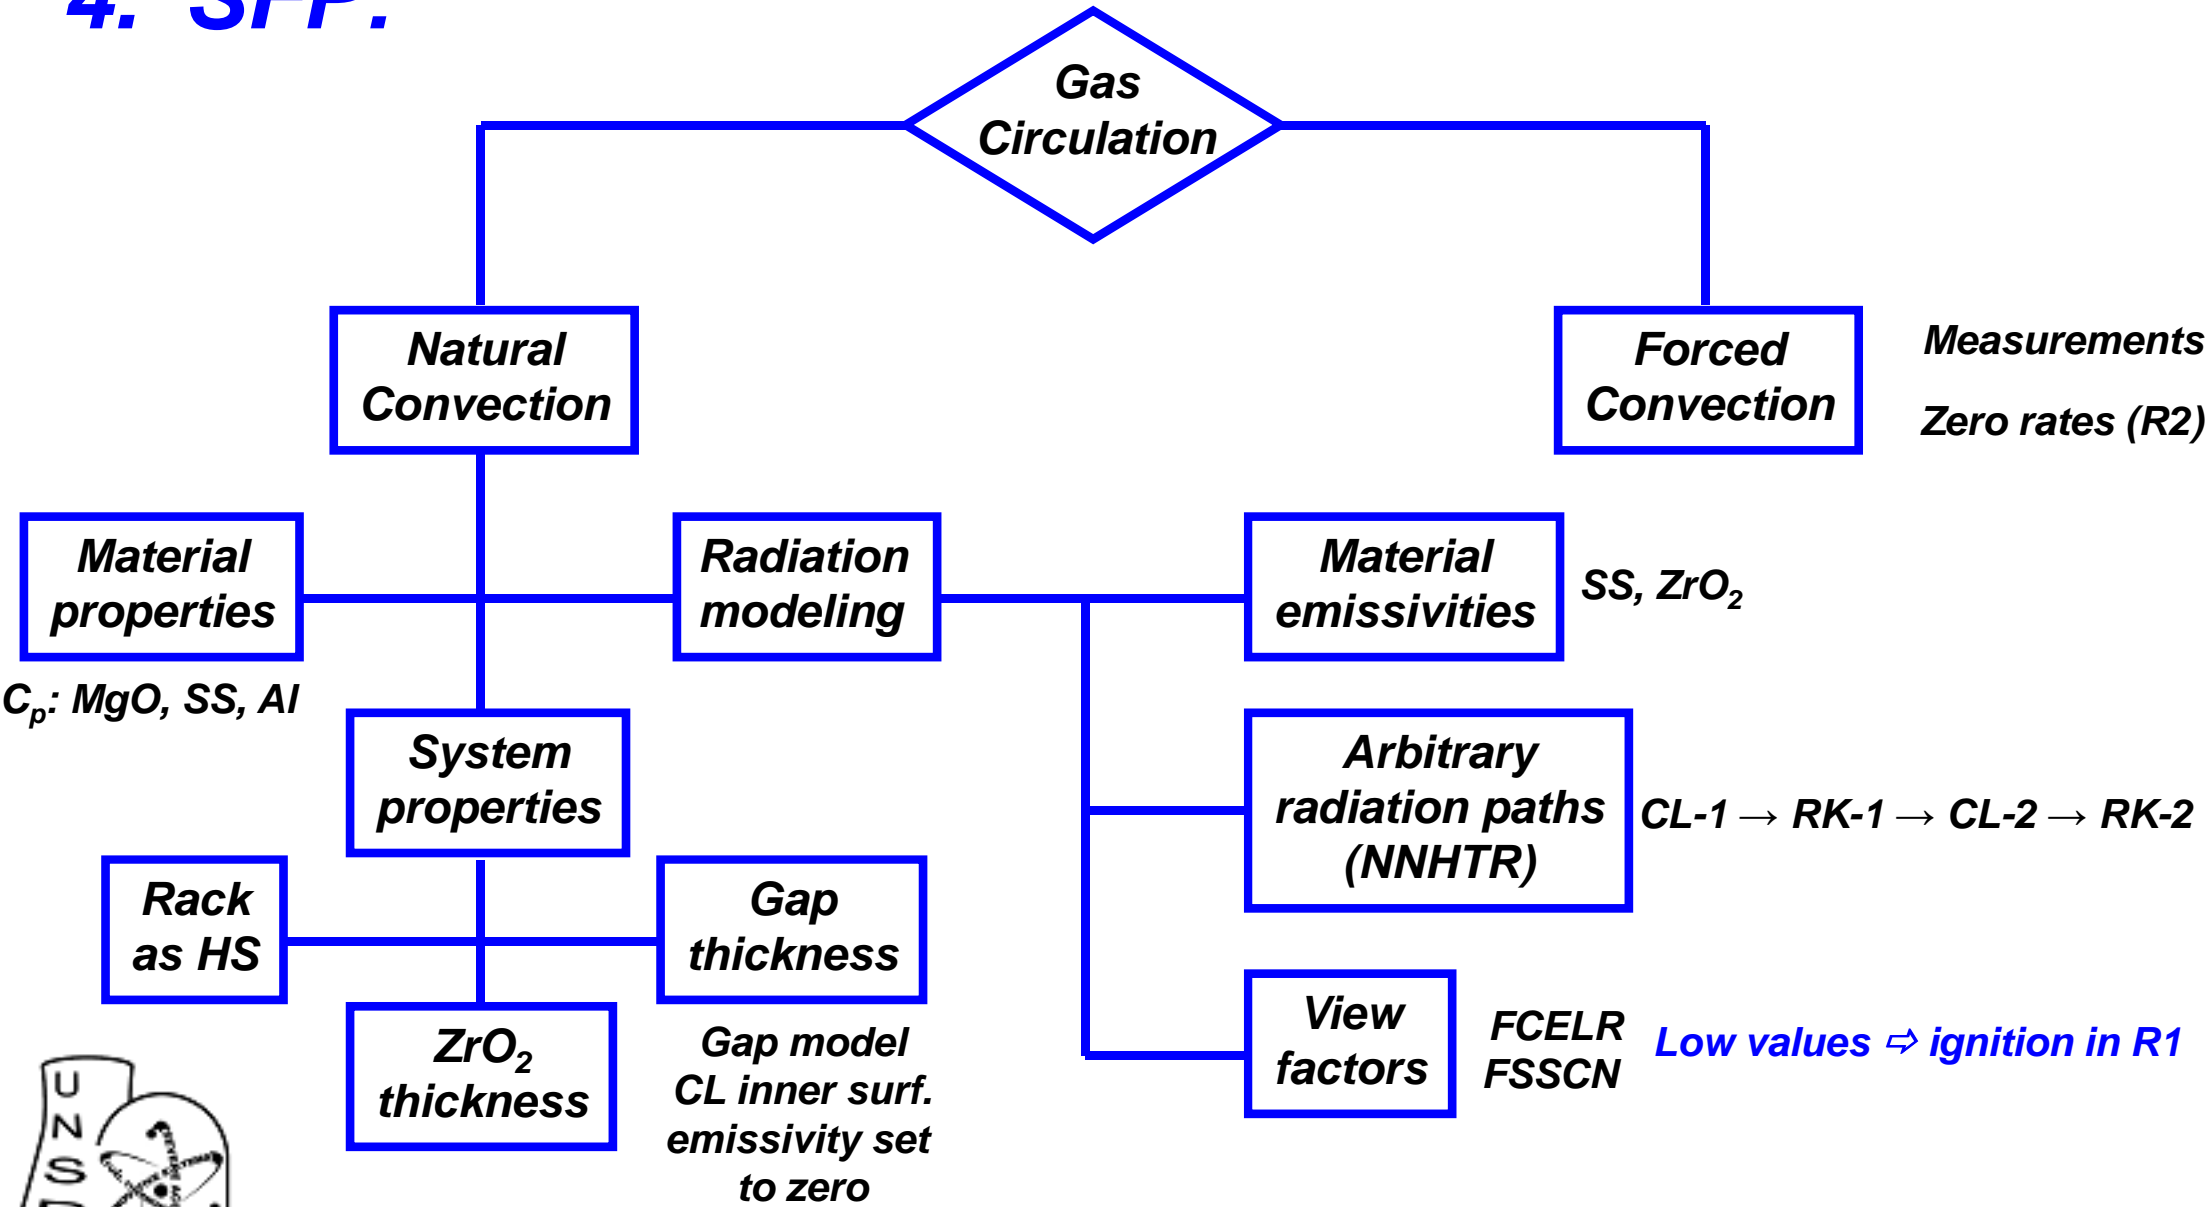 4. SFP:
Gas
Circulation
Natural
Convection
Forced
Convection
Measurements
Zero rates (R2)
Material
properties
Cp: MgO, SS, Al
Radiation
modeling
Material
emissivities
SS, ZrO2
System
properties
Arbitrary
radiation paths
(NNHTR)
CL-1 → RK-1 → CL-2 → RK-2
Rack
as HS
Gap
thickness
ZrO2
thickness
Gap model
CL inner surf.
emissivity set
to zero
View
factors
FCELR
FSSCN
Low values ⇨ ignition in R1
U
N
S